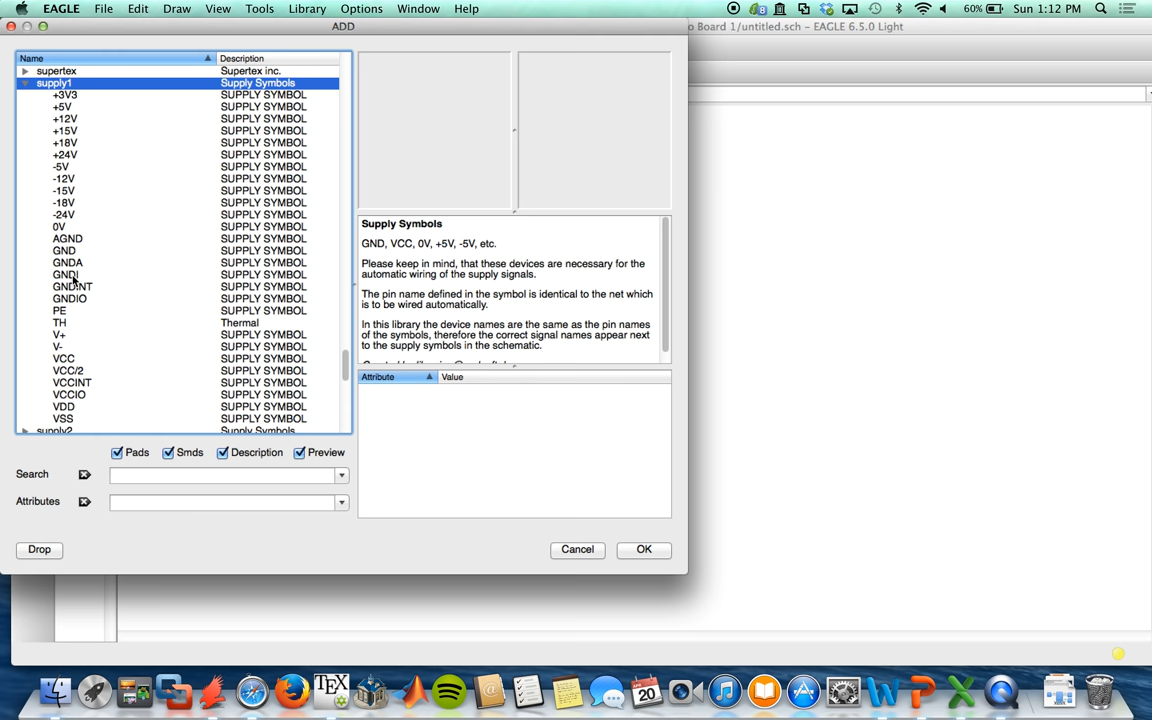 EAGLE File Edit Draw View Tools Library Options Window Help 60% Sun 1:12 PM
ADD
o Board 1/untitled.sch - EAGLE 6.5.0 Light
Name Description
supertex Supertex inc.
supply1 Supply Symbols
+3V3 SUPPLY SYMBOL
+5V SUPPLY SYMBOL
+12V SUPPLY SYMBOL
+15V SUPPLY SYMBOL
+18V SUPPLY SYMBOL
+24V SUPPLY SYMBOL
-5V SUPPLY SYMBOL
-12V SUPPLY SYMBOL
-15V SUPPLY SYMBOL
-18V SUPPLY SYMBOL
-24V SUPPLY SYMBOL
0V SUPPLY SYMBOL
AGND SUPPLY SYMBOL
GND SUPPLY SYMBOL
GNDA SUPPLY SYMBOL
GNDI SUPPLY SYMBOL
GNDINT SUPPLY SYMBOL
GNDIO SUPPLY SYMBOL
PE SUPPLY SYMBOL
TH Thermal
V+ SUPPLY SYMBOL
V- SUPPLY SYMBOL
VCC SUPPLY SYMBOL
VCC/2 SUPPLY SYMBOL
VCCINT SUPPLY SYMBOL
VCCIO SUPPLY SYMBOL
VDD SUPPLY SYMBOL
VSS SUPPLY SYMBOL
supply2 Supply Symbols
Supply Symbols
GND, VCC, 0V, +5V, -5V, etc.
Please keep in mind, that these devices are necessary for the
automatic wiring of the supply signals.
The pin name defined in the symbol is identical to the net which
is to be wired automatically.
In this library the device names are the same as the pin names
of the symbols, therefore the correct signal names appear next
to the supply symbols in the schematic.
Attribute Value
Pads Smds Description Preview
Search
Attributes
Drop Cancel OK
TEX
APR
20